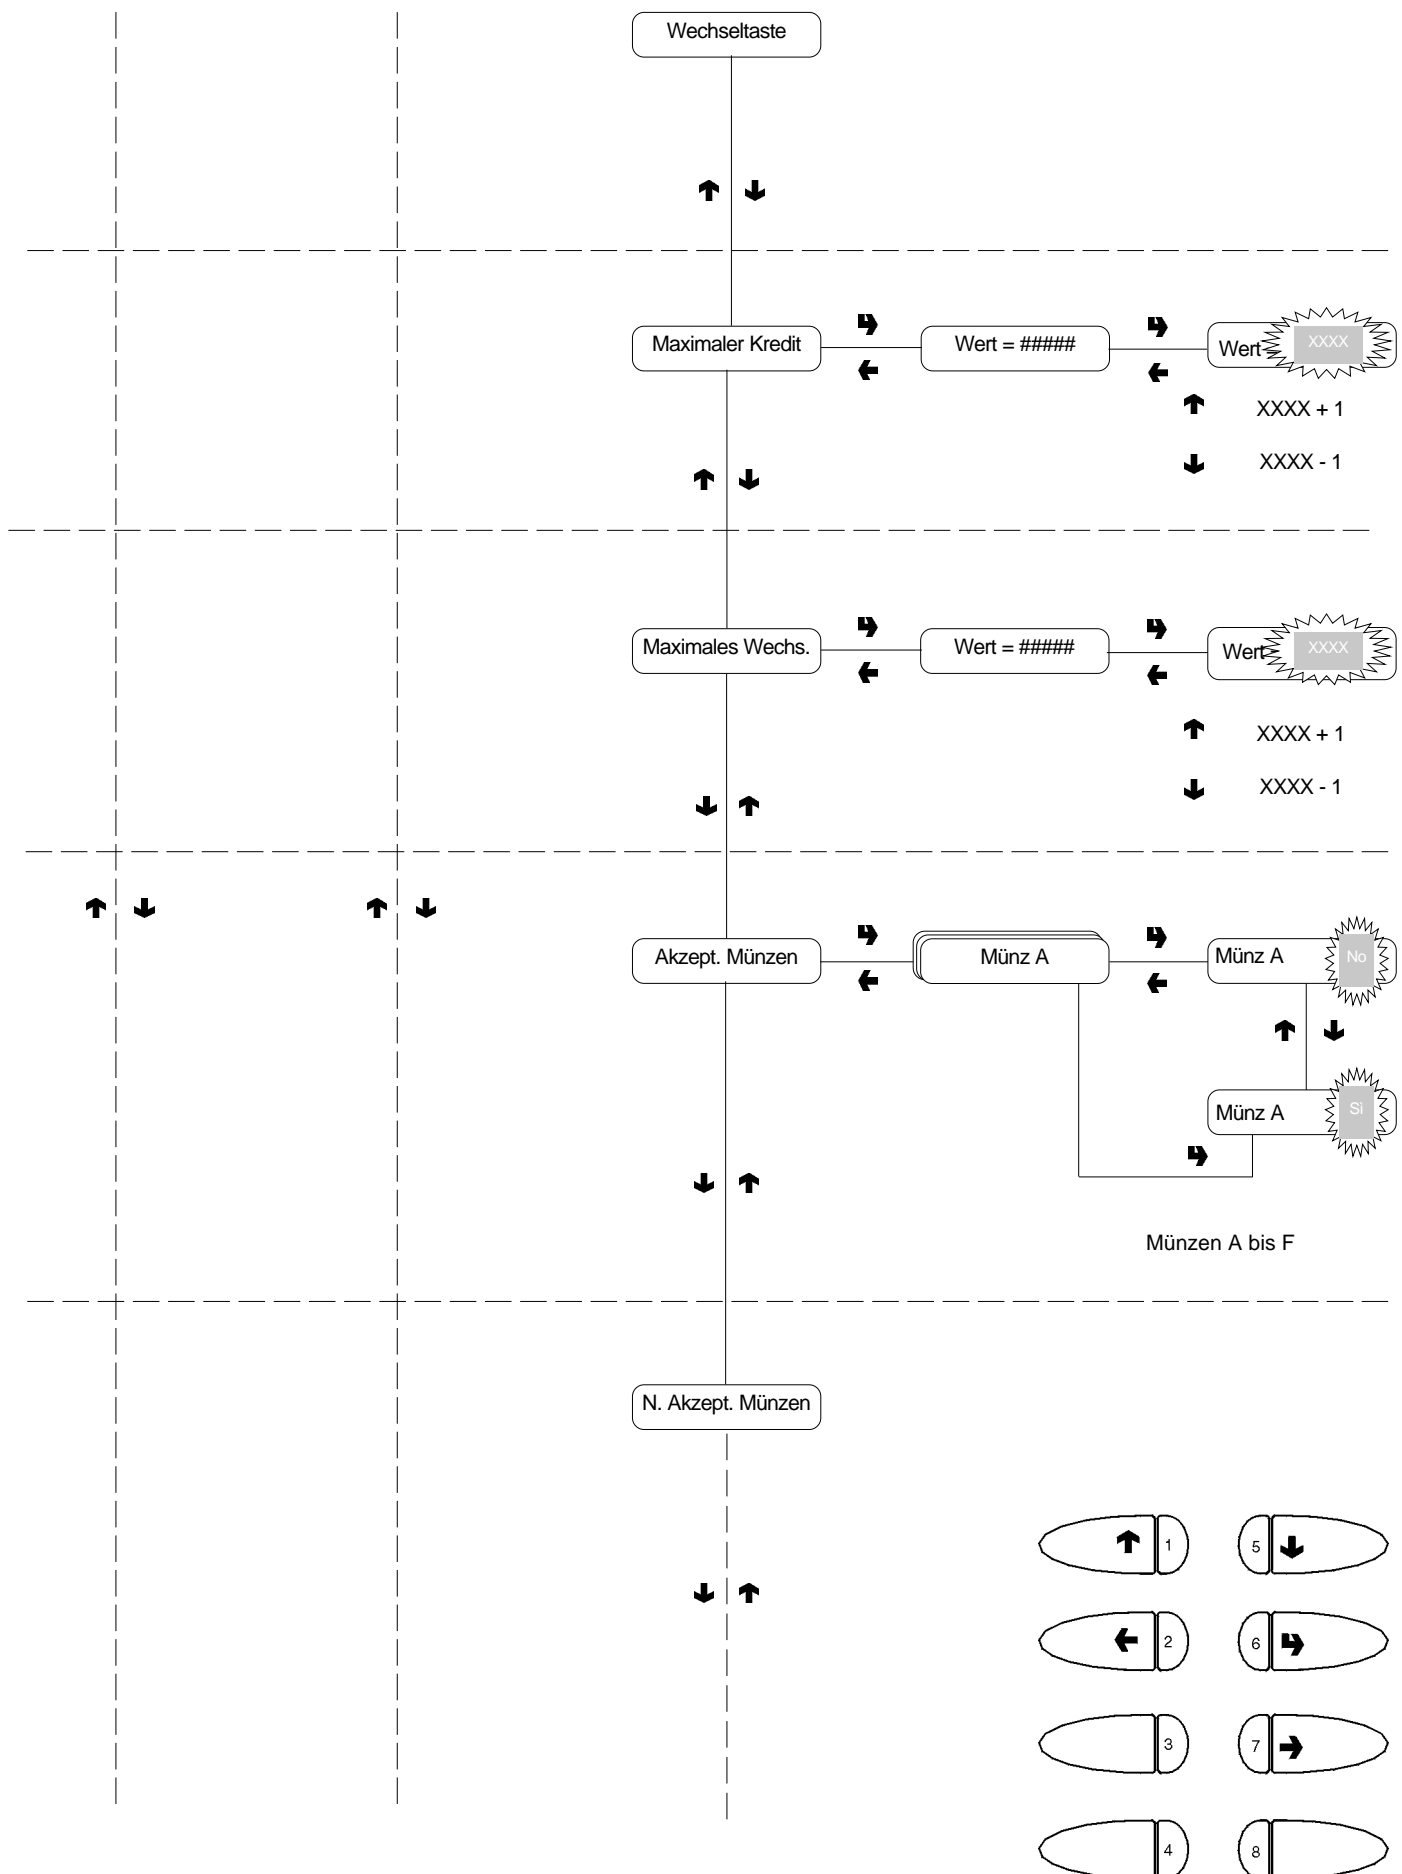 Wechseltaste
Maximaler Kredit
Wert = #####
Wert =
XXXX
XXXX + 1
XXXX - 1
Maximales Wechs.
Wert = #####
Wert
XXXX
XXXX + 1
XXXX - 1
Akzept. Münzen
Münz A
Münz A
No
Münz A
Sì
Münzen A bis F
N. Akzept. Münzen
1
5
2
6
3
7
4
8